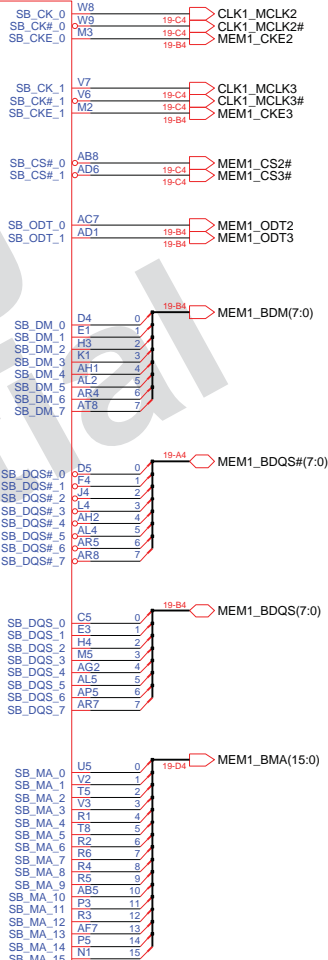 SB_CK_0 W8 CLK1_MCLK2
SB_CK#_0 W9 19-C4 CLK1_MCLK2#
SB_CKE_0 M3 19-C4 MEM1_CKE2
19-B4
SB_CK_1 V7 CLK1_MCLK3
SB_CK#_1 V6 19-C4 CLK1_MCLK3#
SB_CKE_1 M2 19-C4 MEM1_CKE3
19-B4
SB_CS#_0 AB8 MEM1_CS2#
SB_CS#_1 AD6 19-C4 MEM1_CS3#
19-C4
SB_ODT_0 AC7 MEM1_ODT2
SB_ODT_1 AD1 19-B4 MEM1_ODT3
19-B4
19-B4 MEM1_BDM(7:0)
SB_DM_0 D4 0
SB_DM_1 E1 1
SB_DM_2 H3 2
SB_DM_3 K1 3
SB_DM_4 AH1 4
SB_DM_5 AL2 5
SB_DM_6 AR4 6
SB_DM_7 AT8 7
19-A4 MEM1_BDQS#(7:0)
SB_DQS#_0 D5 0
SB_DQS#_1 F4 1
SB_DQS#_2 J4 2
SB_DQS#_3 L4 3
SB_DQS#_4 AH2 4
SB_DQS#_5 AL4 5
SB_DQS#_6 AR5 6
SB_DQS#_7 AR8 7
19-B4 MEM1_BDQS(7:0)
SB_DQS_0 C5 0
SB_DQS_1 E3 1
SB_DQS_2 H4 2
SB_DQS_3 M5 3
SB_DQS_4 AG2 4
SB_DQS_5 AL5 5
SB_DQS_6 AP5 6
SB_DQS_7 AR7 7
19-D4 MEM1_BMA(15:0)
SB_MA_0 U5 0
SB_MA_1 V2 1
SB_MA_2 T5 2
SB_MA_3 V3 3
SB_MA_4 R1 4
SB_MA_5 T8 5
SB_MA_6 R2 6
SB_MA_7 R6 7
SB_MA_8 R4 8
SB_MA_9 R5 9
SB_MA_10 AB5 10
SB_MA_11 P3 11
SB_MA_12 R3 12
SB_MA_13 AF7 13
SB_MA_14 P5 14
SB_MA_15 N1 15